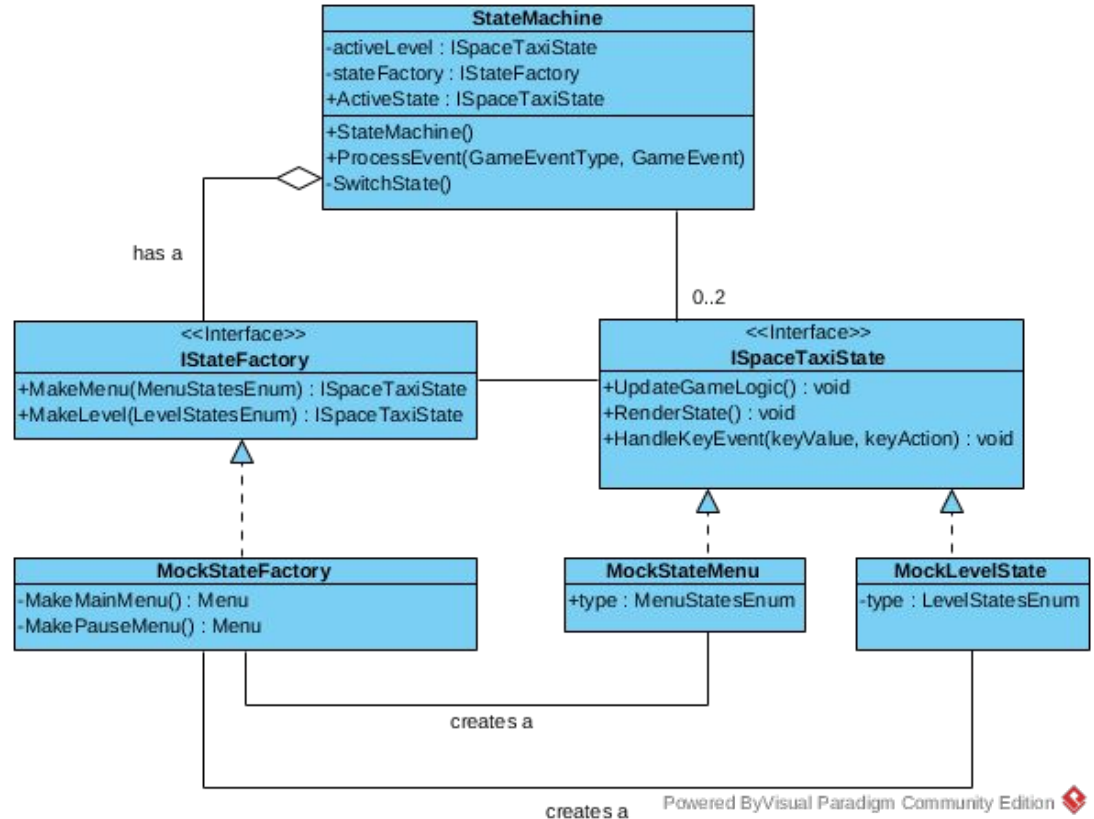 StateMachine
-activeLevel : ISpaceTaxiState
-stateFactory : IStateFactory
+ActiveState : ISpaceTaxiState
+StateMachine()
+ProcessEvent(GameEventType, GameEvent)
-SwitchState()
has a
0..2
<<Interface>>
IStateFactory
+MakeMenu(MenuStatesEnum) : ISpaceTaxiState
+MakeLevel(LevelStatesEnum) : ISpaceTaxiState
<<Interface>>
ISpaceTaxiState
+UpdateGameLogic() : void
+RenderState() : void
+HandleKeyEvent(keyValue, keyAction) : void
MockStateFactory
-MakeMainMenu() : Menu
-MakePauseMenu() : Menu
MockStateMenu
+type : MenuStatesEnum
MockLevelState
-type : LevelStatesEnum
creates a
creates a
Powered ByVisual Paradigm Community Edition